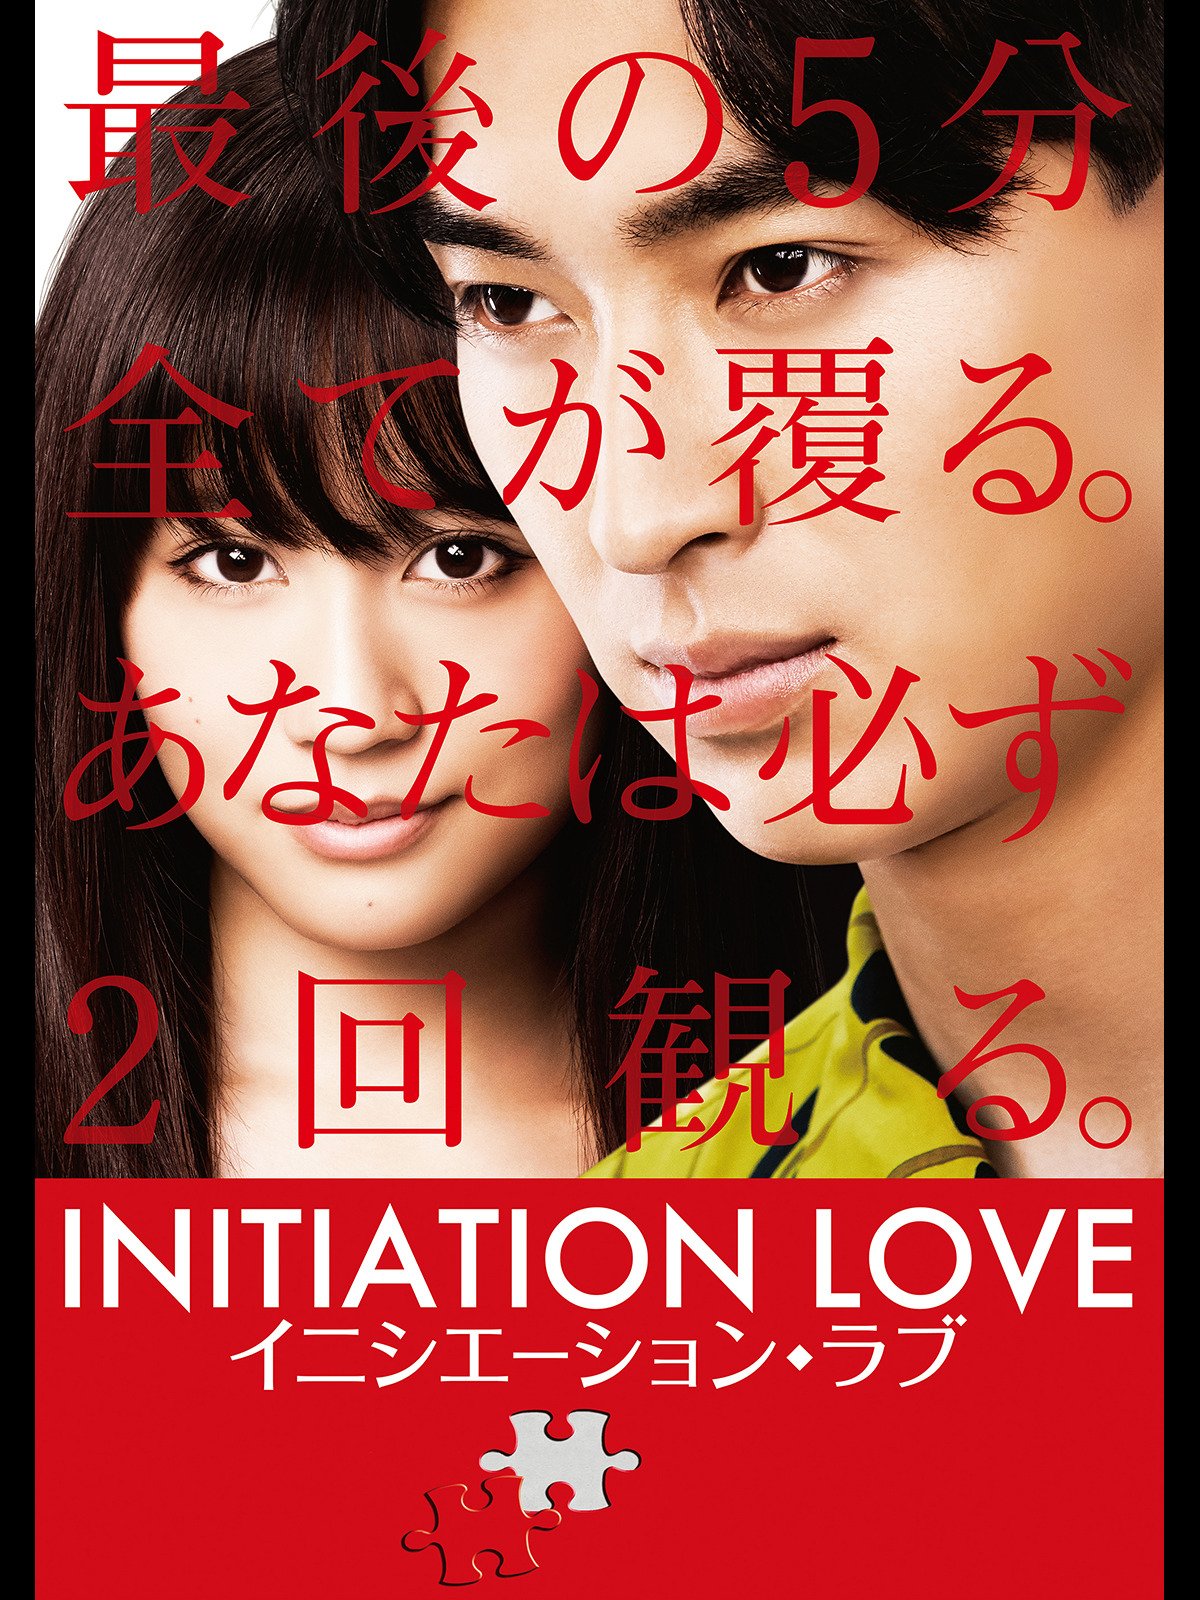 最後の5分
全てが覆る。
あなたは必ず
2回観る。
INITIATION LOVE
イニシエーション・ラブ